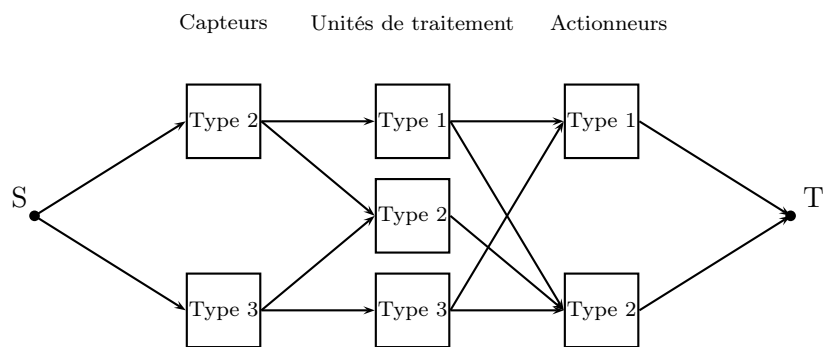 Capteurs Unités de traitement Actionneurs
Type 2 Type 1 Type 1
S T
Type 2
Type 3 Type 3 Type 2